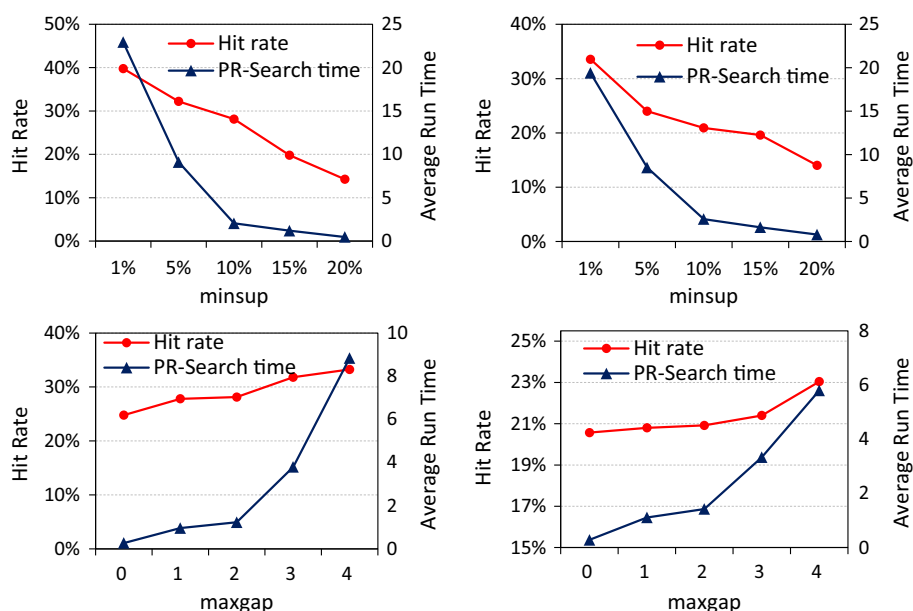 50%
40%
30%
20%
10%
0%
Hit Rate
Hit rate
PR-Search time
25
20
15
10
5
0
Average Run Time
1% 5% 10% 15% 20%
minsup
40%
30%
20%
10%
0%
Hit Rate
Hit rate
PR-Search time
25
20
15
10
5
0
Average Run Time
1% 5% 10% 15% 20%
minsup
40%
30%
20%
10%
0%
Hit Rate
Hit rate
PR-Search time
10
8
6
4
2
0
Average Run Time
0 1 2 3 4
maxgap
25%
23%
21%
19%
17%
15%
Hit Rate
Hit rate
PR-Search time
8
6
4
2
0
Average Run Time
0 1 2 3 4
maxgap